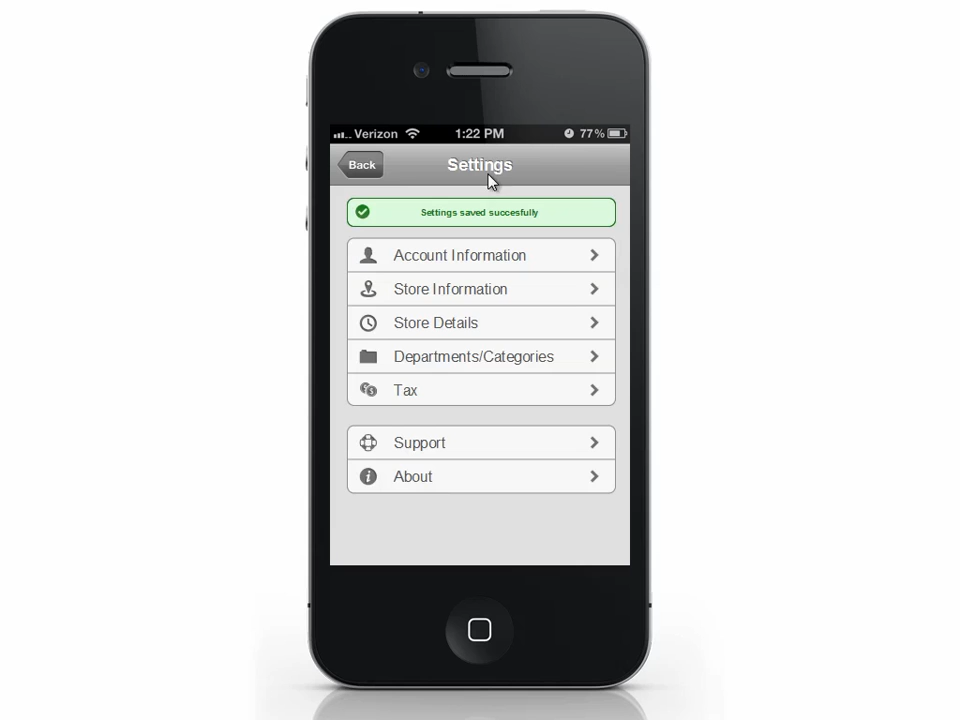 Verizon 1:22 PM 77%
Back Settings
Settings saved succesfully
Account Information
Store Information
Store Details
Departments/Categories
Tax
Support
About